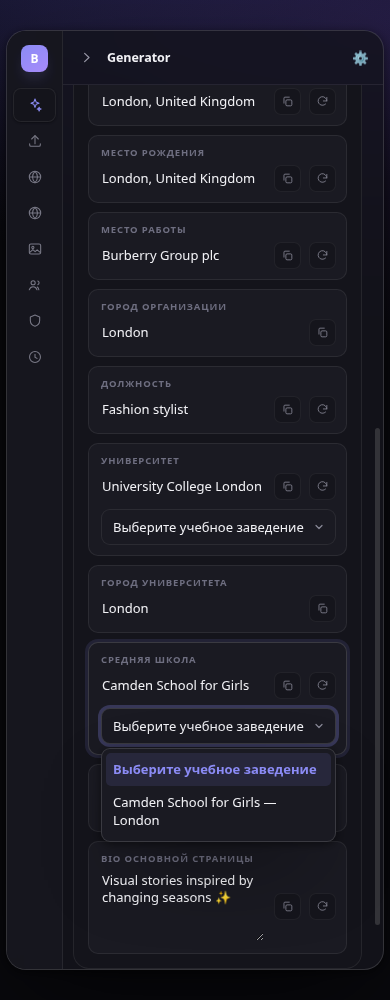 B
Generator
London, United Kingdom
МЕСТО РОЖДЕНИЯ
London, United Kingdom
МЕСТО РАБОТЫ
Burberry Group plc
ГОРОД ОРГАНИЗАЦИИ
London
ДОЛЖНОСТЬ
Fashion stylist
УНИВЕРСИТЕТ
University College London
Выберите учебное заведение
ГОРОД УНИВЕРСИТЕТА
London
СРЕДНЯЯ ШКОЛА
Camden School for Girls
Выберите учебное заведение
Выберите учебное заведение
Camden School for Girls —
London
BIO ОСНОВНОЙ СТРАНИЦЫ
Visual stories inspired by
changing seasons ✨